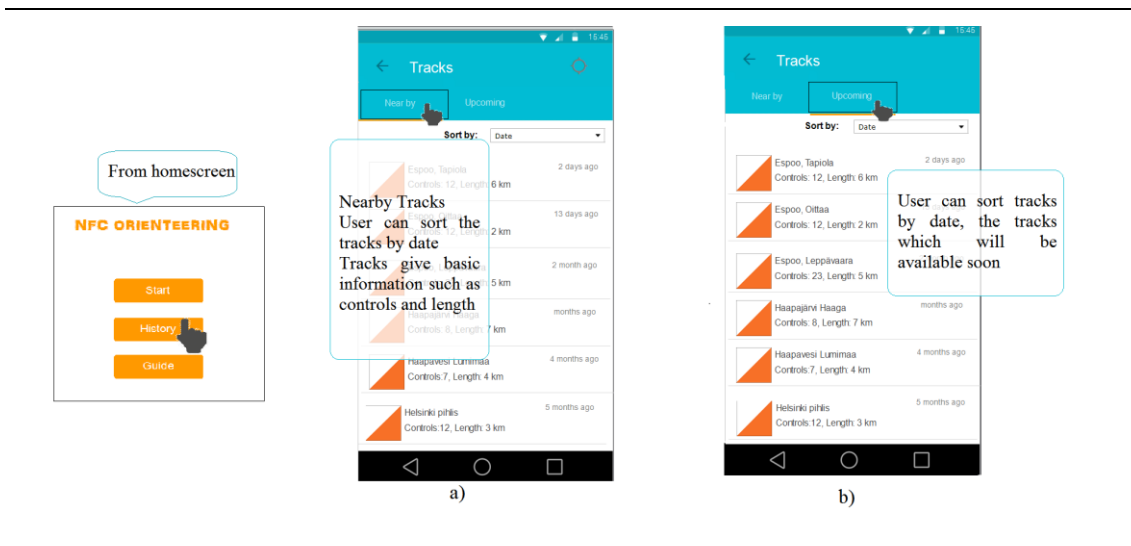 From homescreen
NFC ORIENTEERING
Start
History
Guide
15:45
Tracks
Near by Upcoming
Sort by: Date
Espoo, Tapiola 2 days ago
Controls: 12, Length: 6 km
Espoo, Oittaa 13 days ago
Controls: 12, Length: 2 km
2 month ago
5 km
Haapajärvi Haaga months ago
Controls: 8, Length: 7 km
Haapavesi Lumimaa 4 months ago
Controls:7, Length: 4 km
Helsinki pihlis 5 months ago
Controls:12, Length: 3 km
Nearby Tracks
User can sort the
tracks by date
Tracks give basic
information such as
controls and length
a)
15:45
Tracks
Near by Upcoming
Sort by: Date
Espoo, Tapiola 2 days ago
Controls: 12, Length: 6 km
Espoo, Oittaa
Controls: 12, Length: 2 km
Espoo, Leppävaara
Controls: 23, Length: 5 km
Haapajärvi Haaga months ago
Controls: 8, Length: 7 km
Haapavesi Lumimaa 4 months ago
Controls:7, Length: 4 km
Helsinki pihlis 5 months ago
Controls:12, Length: 3 km
User can sort tracks
by date, the tracks
which will be
available soon
b)